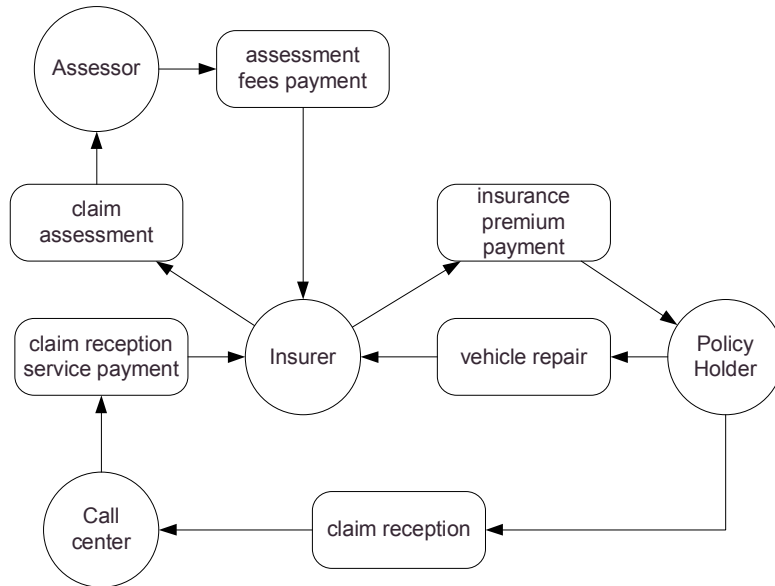 Assessor
assessment
fees payment
claim
assessment
insurance
premium
payment
claim reception
service payment
Insurer
vehicle repair
Policy
Holder
Call
center
claim reception